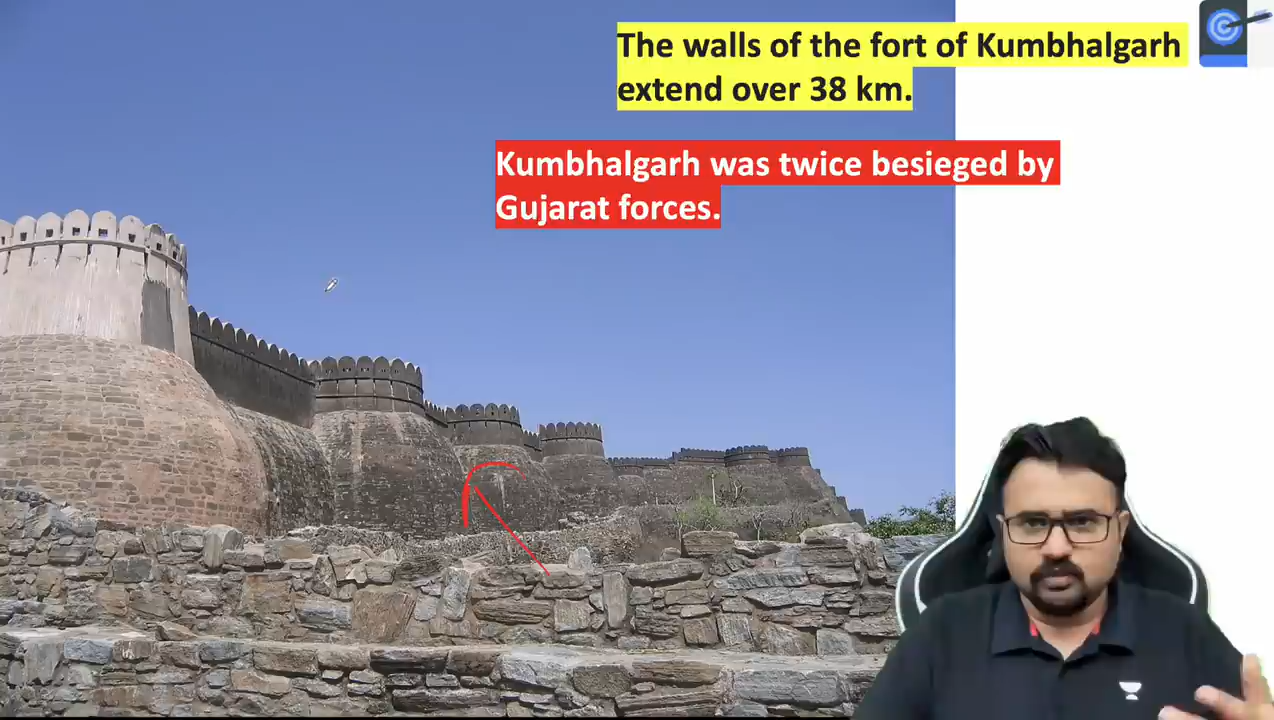 The walls of the fort of Kumbhalgarh
extend over 38 km.
Kumbhalgarh was twice besieged by
Gujarat forces.